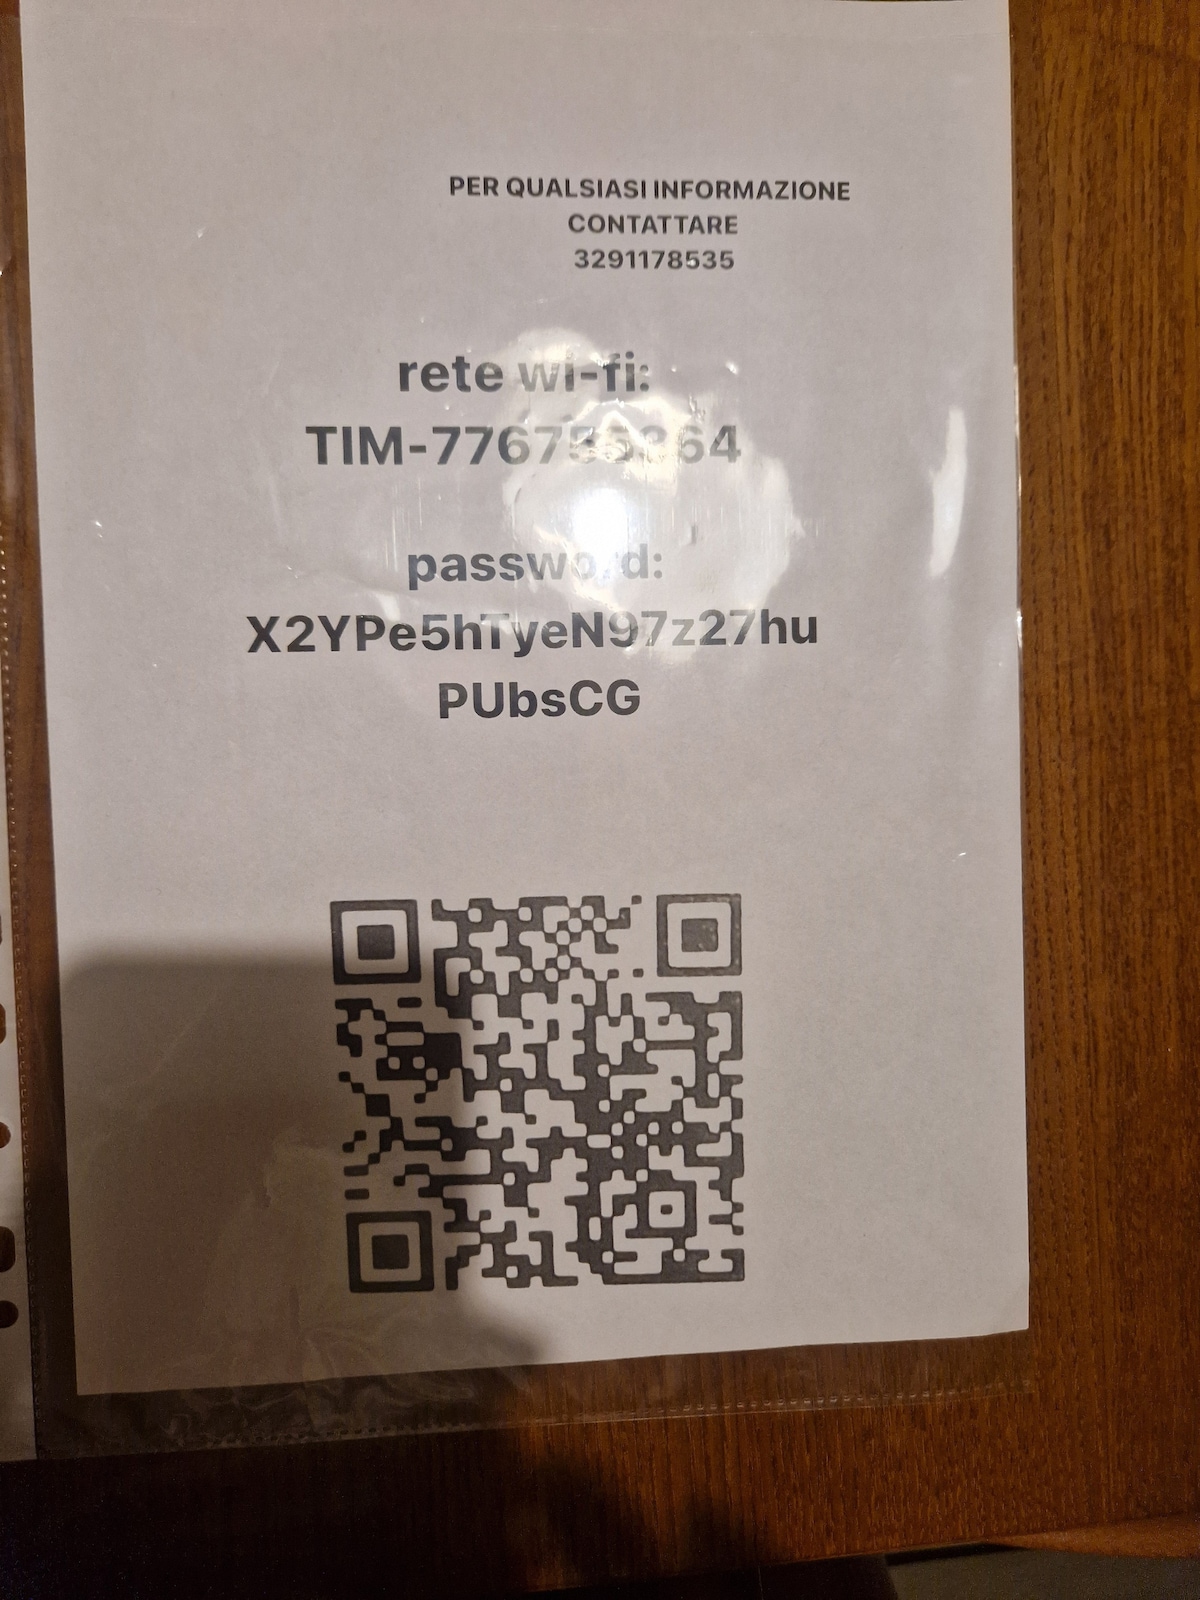 PER QUALSIASI INFORMAZIONE
CONTATTARE
3291178535
rete wi-fi:
password:
X2YPe5hTyeN97z27hu
PUbsCG